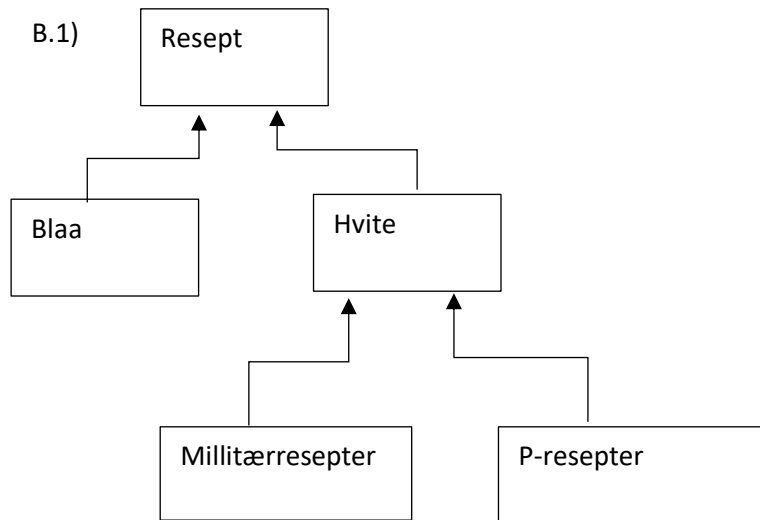 B.1)
Resept
Blaa
Hvite
Millitærresepter
P-resepter